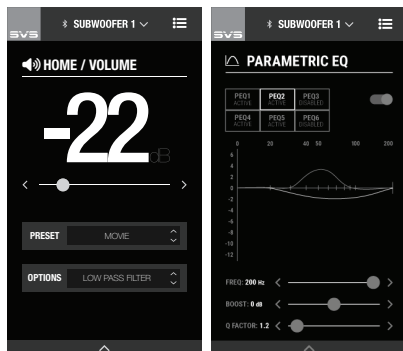 SVS
SUBWOOFER 1
HOME / VOLUME
-22 dB
PRESET MOVIE
OPTIONS LOW PASS FILTER
SVS
SUBWOOFER 1
PARAMETRIC EQ
PEQ1 PEQ2 PEQ3
ACTIVE ACTIVE DISABLED
PEQ4 PEQ5 PEQ6
ACTIVE ACTIVE DISABLED
0 20 40 50 100 200
6
4
2
0
-2
-4
-6
-8
-10
-12
FREQ: 200 Hz
BOOST: 0 dB
Q FACTOR: 1.2